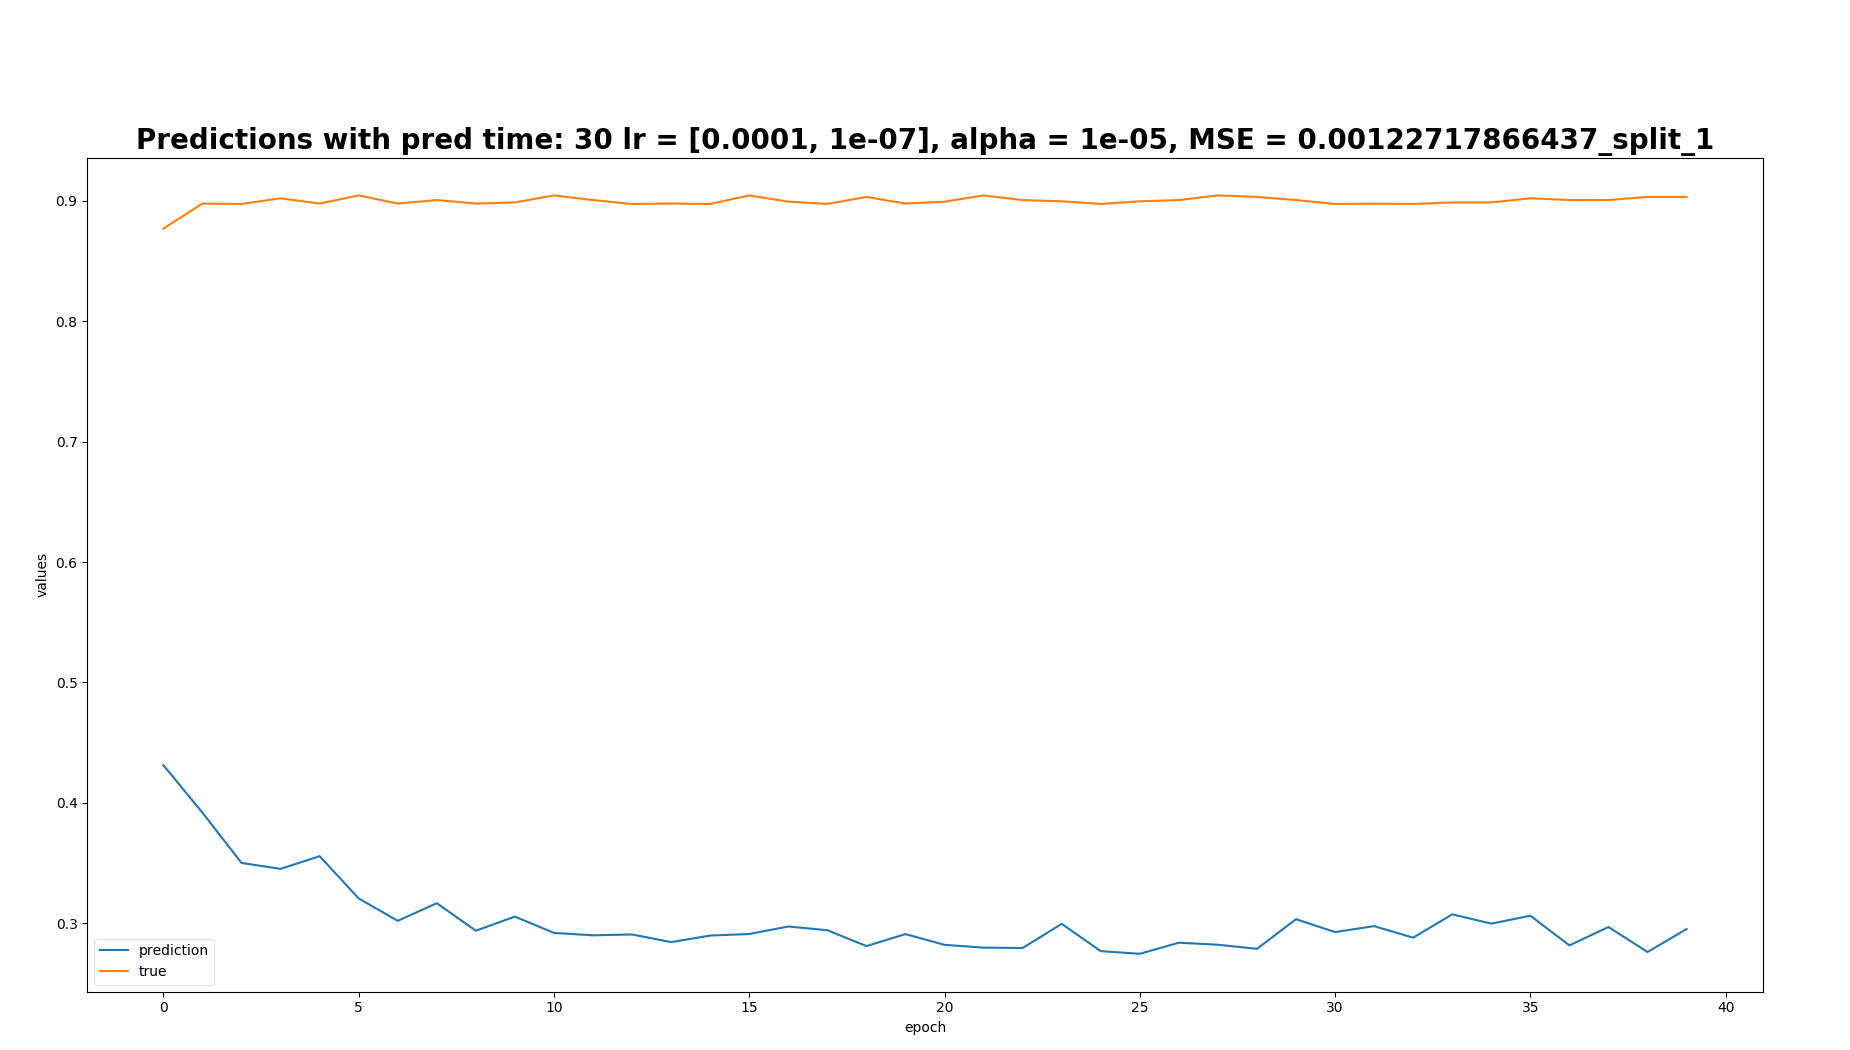 Predictions with pred time: 30 lr = [0.0001, 1e-07], alpha = 1e-05, MSE = 0.00122717866437_split_1
0.9
0.8
0.7
0.6
0.5
0.4
0.3
values
prediction
true
0 5 10 15 20 25 30 35 40
epoch